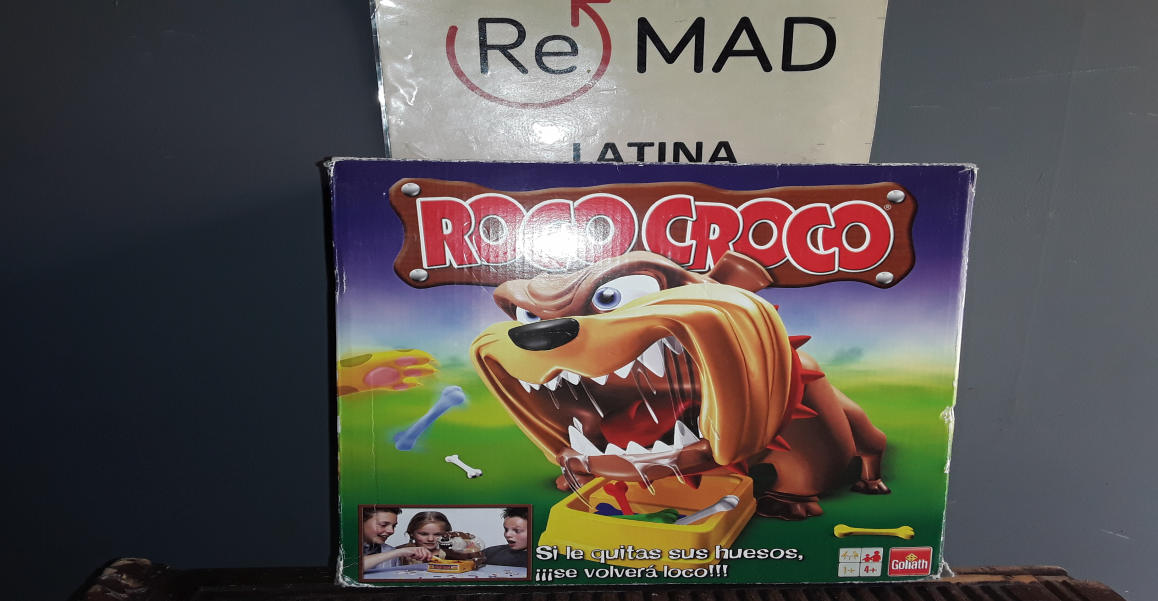 Re MAD
LATINA
ROCO CROCO
Si le quitas sus huesos,
¡¡¡se volverá loco!!!
4+
Goliath